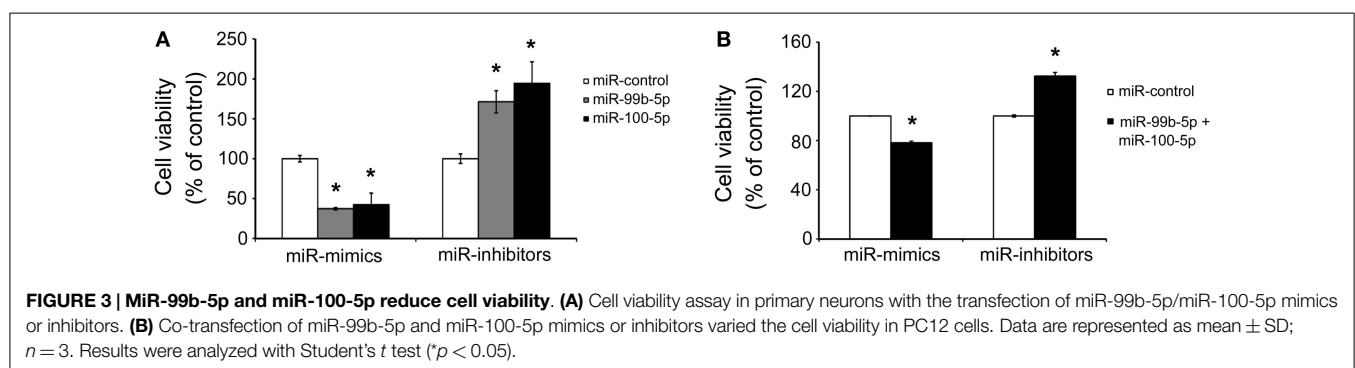 A
250
200
150
100
50
0
Cell viability
(% of control)
*
*
*
*
miR-mimics
miR-inhibitors
miR-control
miR-99b-5p
miR-100-5p
B
160
120
80
40
0
Cell viability
(% of control)
*
*
miR-mimics
miR-inhibitors
miR-control
miR-99b-5p +
miR-100-5p
FIGURE 3 | MiR-99b-5p and miR-100-5p reduce cell viability. (A) Cell viability assay in primary neurons with the transfection of miR-99b-5p/miR-100-5p mimics
or inhibitors. (B) Co-transfection of miR-99b-5p and miR-100-5p mimics or inhibitors varied the cell viability in PC12 cells. Data are represented as mean ± SD;
n = 3. Results were analyzed with Student's t test (*p < 0.05).